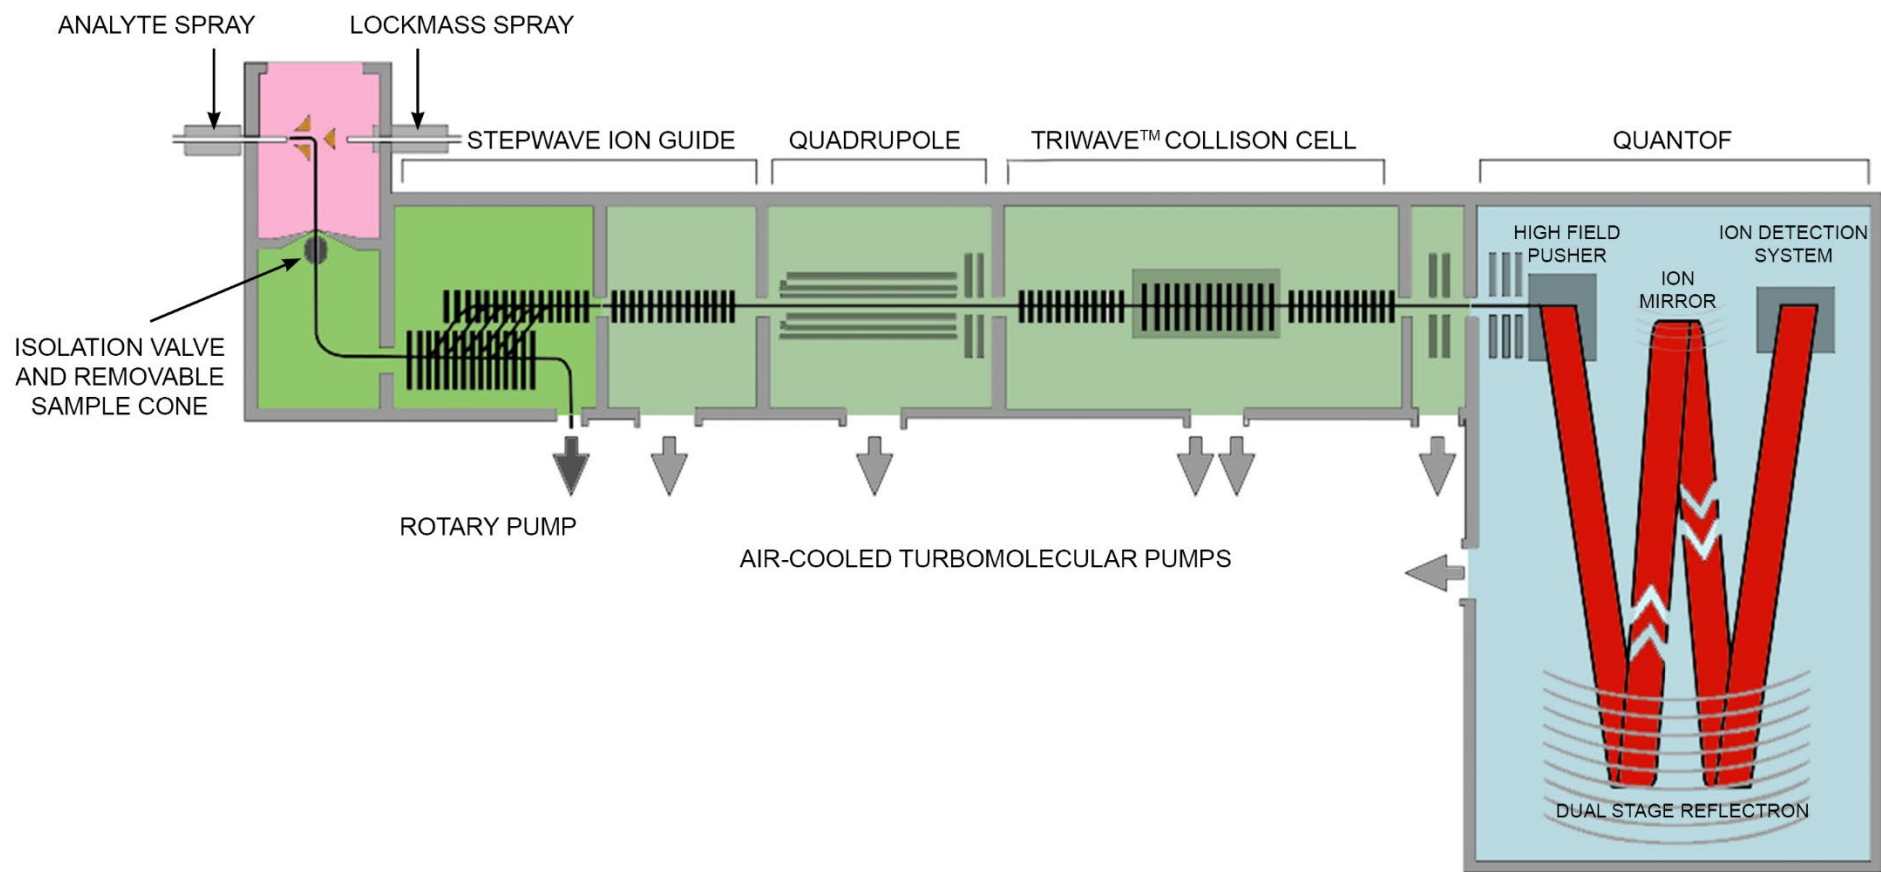 ANALYTE SPRAY
LOCKMASS SPRAY
STEPWAVE ION GUIDE
QUADRUPOLE
TRIWAVE™ COLLISON CELL
QUANTOF
HIGH FIELD
PUSHER
ION DETECTION
SYSTEM
ION
MIRROR
ISOLATION VALVE
AND REMOVABLE
SAMPLE CONE
ROTARY PUMP
AIR-COOLED TURBOMOLECULAR PUMPS
DUAL STAGE REFLECTRON